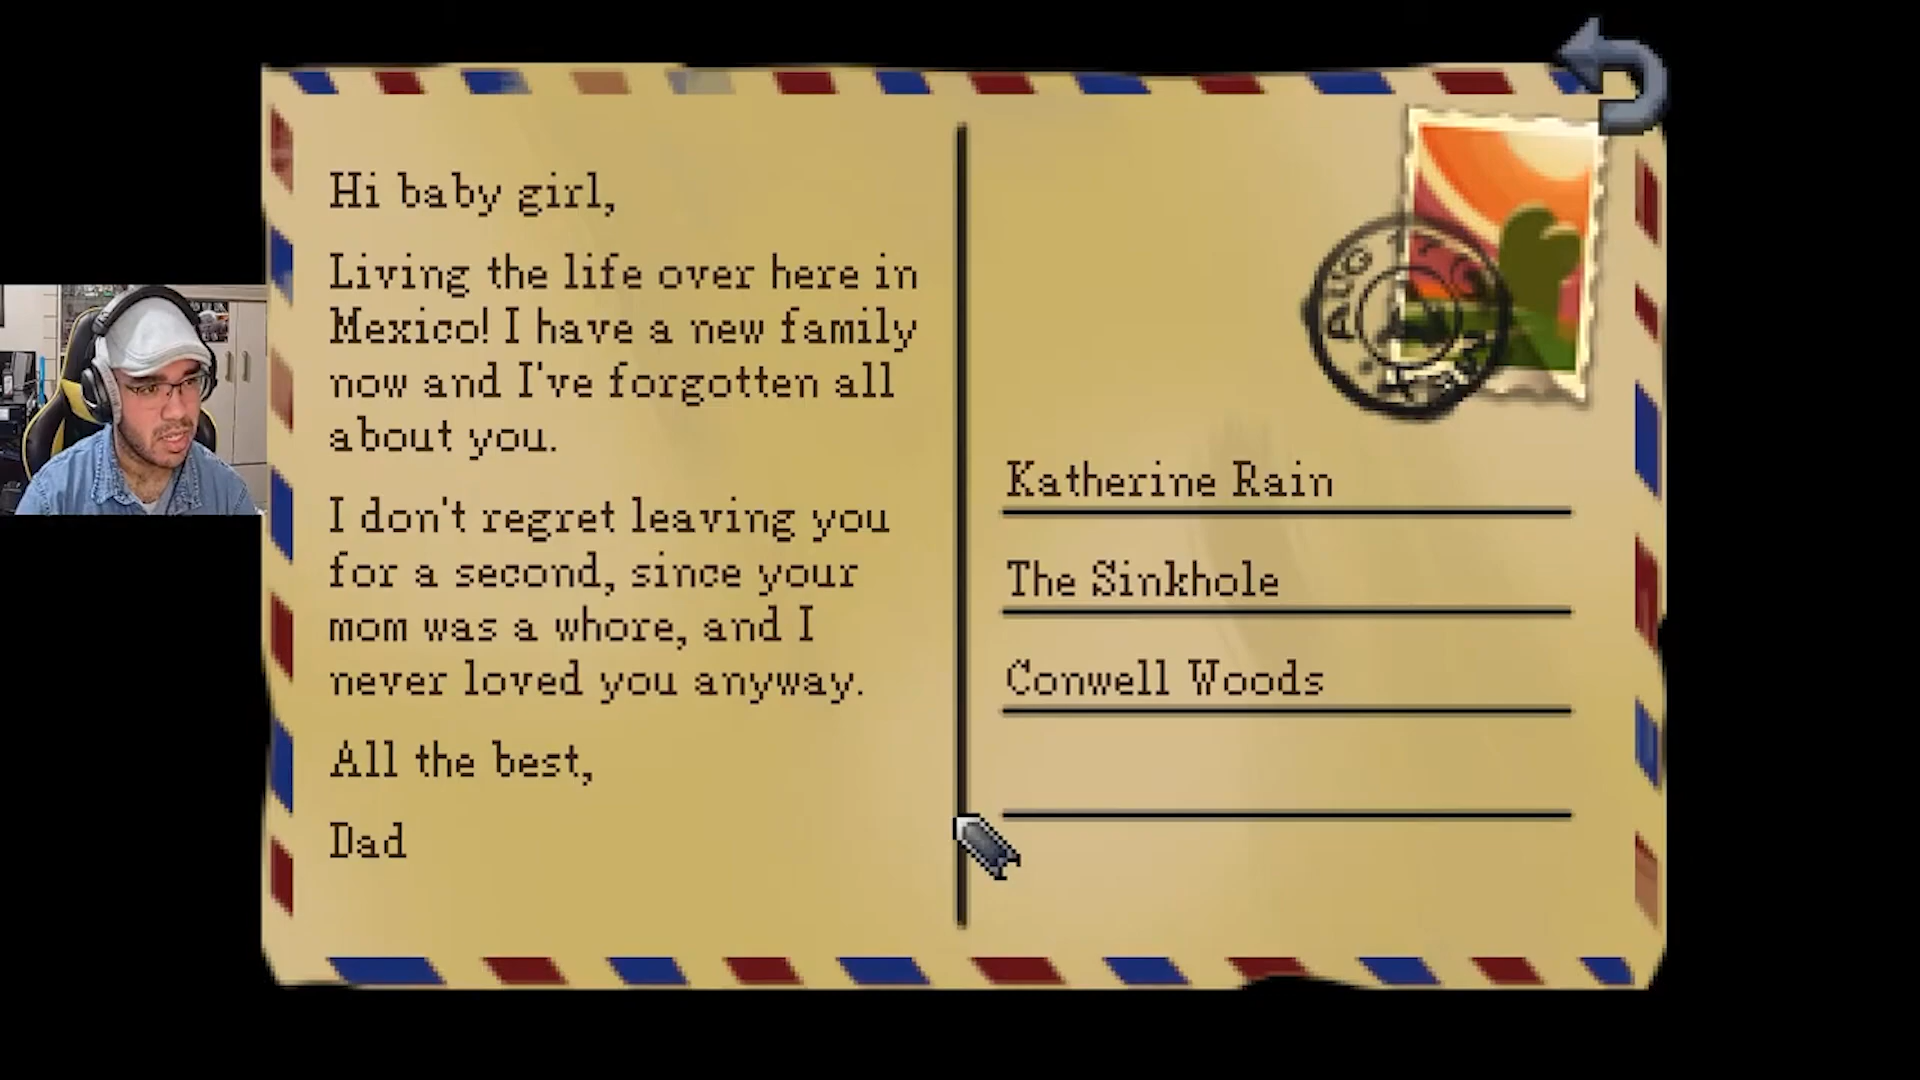 Hi baby girl,
Living the life over here in
Mexico! I have a new family
now and I've forgotten all
about you.
I don't regret leaving you
for a second, since your
mom was a whore, and I
never loved you anyway.
All the best,
Dad
AUG 17
Katherine Rain
The Sinkhole
Conwell Woods